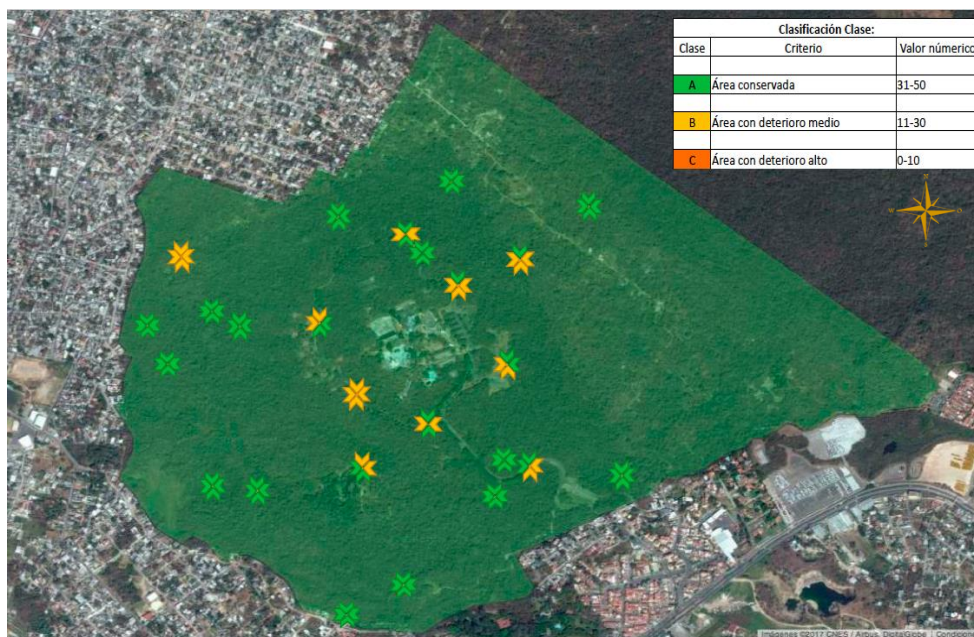 Clasificación Clase:
Clase Criterio Valor númerico
A Área conservada 31-50
B Área con deterioro medio 11-30
C Área con deterioro alto 0-10
N
W E
S
Imágenes ©2017 CNES / Airbus, DigitalGlobe